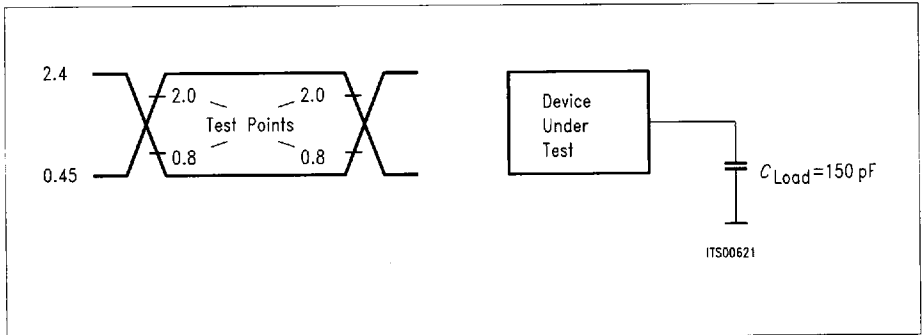 2.4
2.0
2.0
Test Points
0.8
0.8
0.45
Device
Under
Test
C Load=150 pF
ITS00621